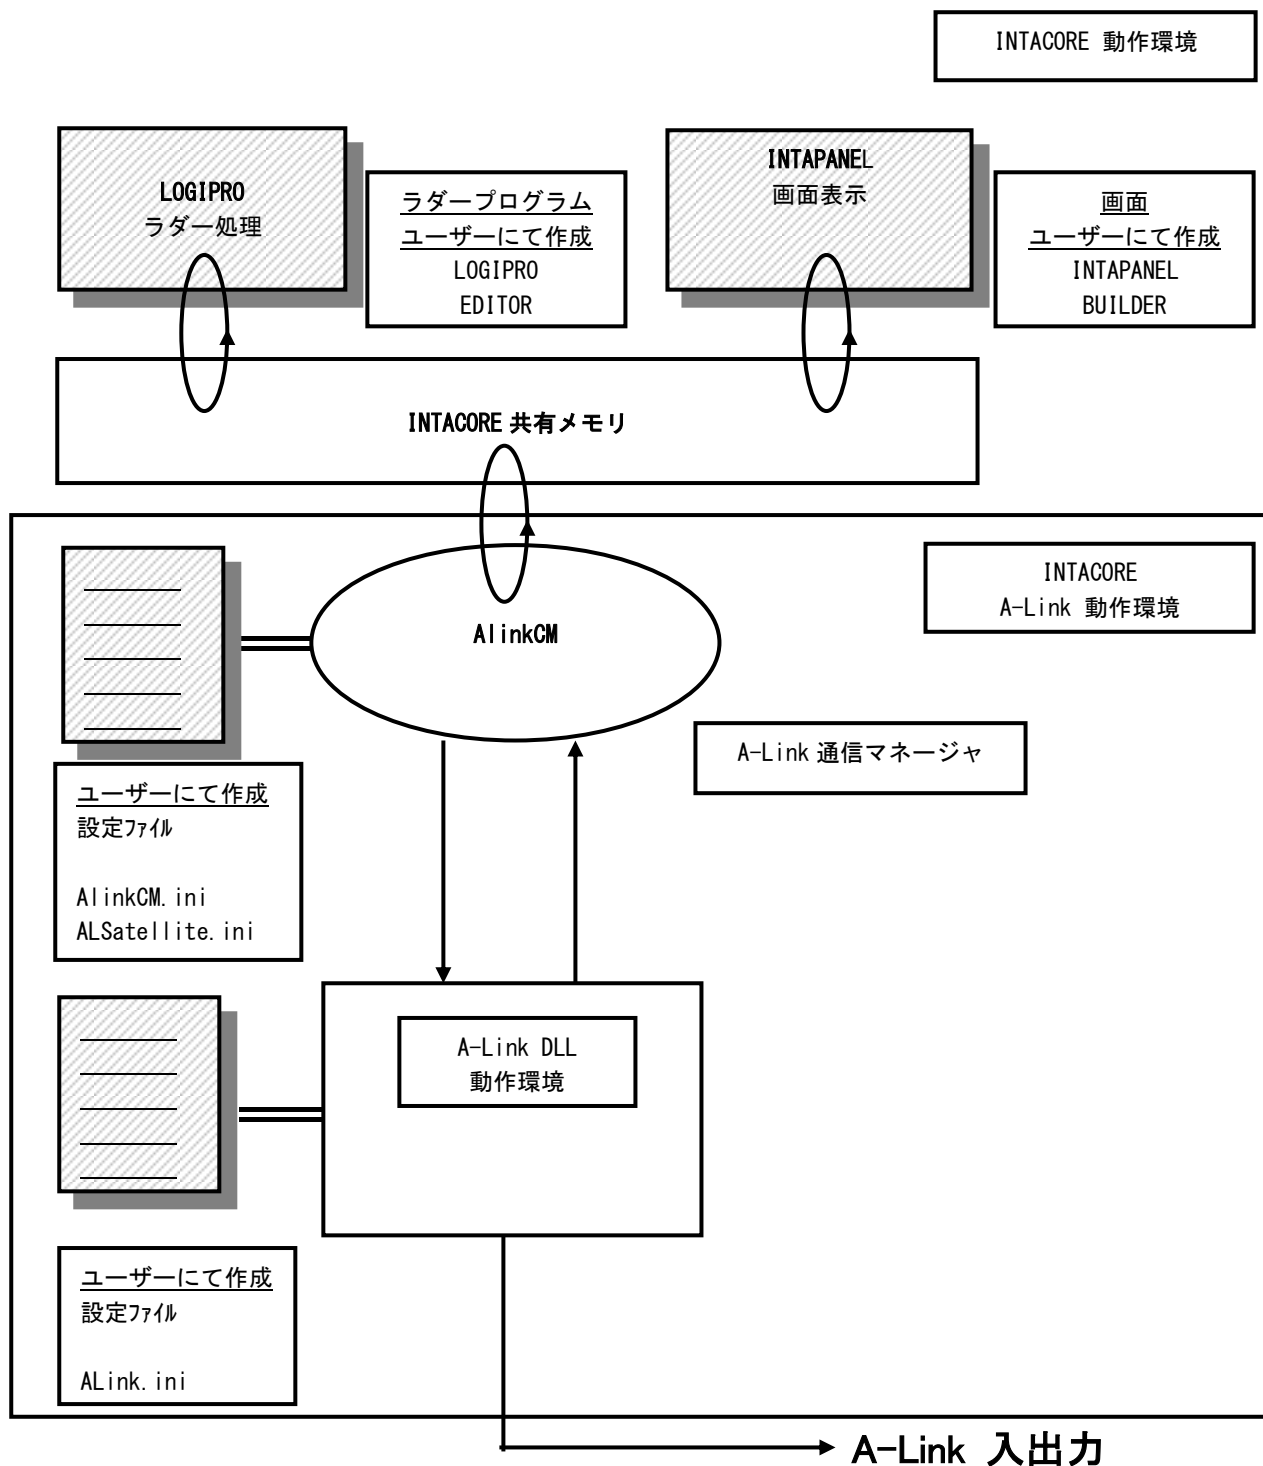 INTACORE 動作環境
LOGIPRO
ラダー処理
ラダープログラム
ユーザーにて作成
LOGIPRO
EDITOR
INTAPANEL
画面表示
画面
ユーザーにて作成
INTAPANEL
BUILDER
INTACORE 共有メモリ
INTACORE
A-Link 動作環境
AlinkCM
A-Link 通信マネージャ
ユーザーにて作成
設定ﾌｧｲﾙ
AlinkCM.ini
ALSatellite.ini
A-Link DLL
動作環境
ユーザーにて作成
設定ﾌｧｲﾙ
ALink.ini
A-Link 入出力